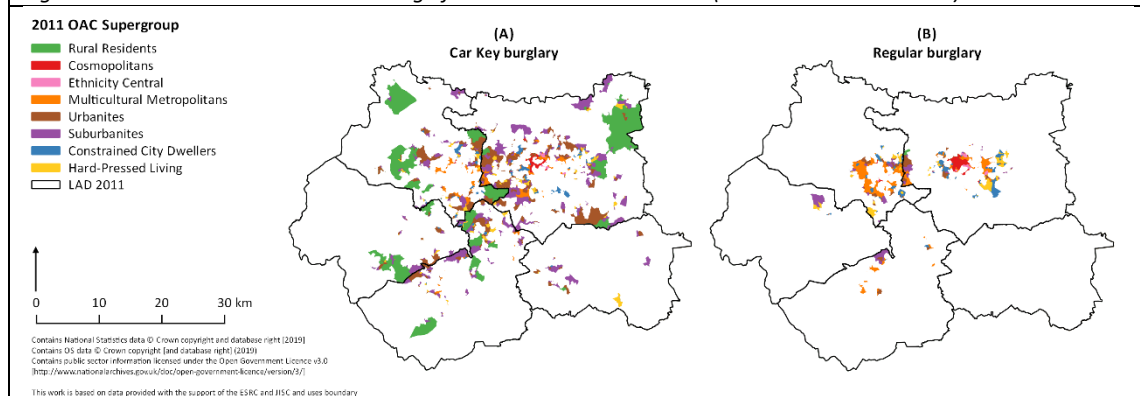 2011 OAC Supergroup
Rural Residents
Cosmopolitans
Ethnicity Central
Multicultural Metropolitans
Urbanites
Suburbanites
Constrained City Dwellers
Hard-Pressed Living
LAD 2011
(A)
Car Key burglary
(B)
Regular burglary
0 10 20 30 km
Contains National Statistics data © Crown copyright and database right [2019]
Contains OS data © Crown copyright [and database right] (2019)
Contains public sector information licensed under the Open Government Licence v3.0
[http://www.nationalarchives.gov.uk/doc/open-government-licence/version/3/]
This work is based on data provided with the support of the ESRC and JISC and uses boundary